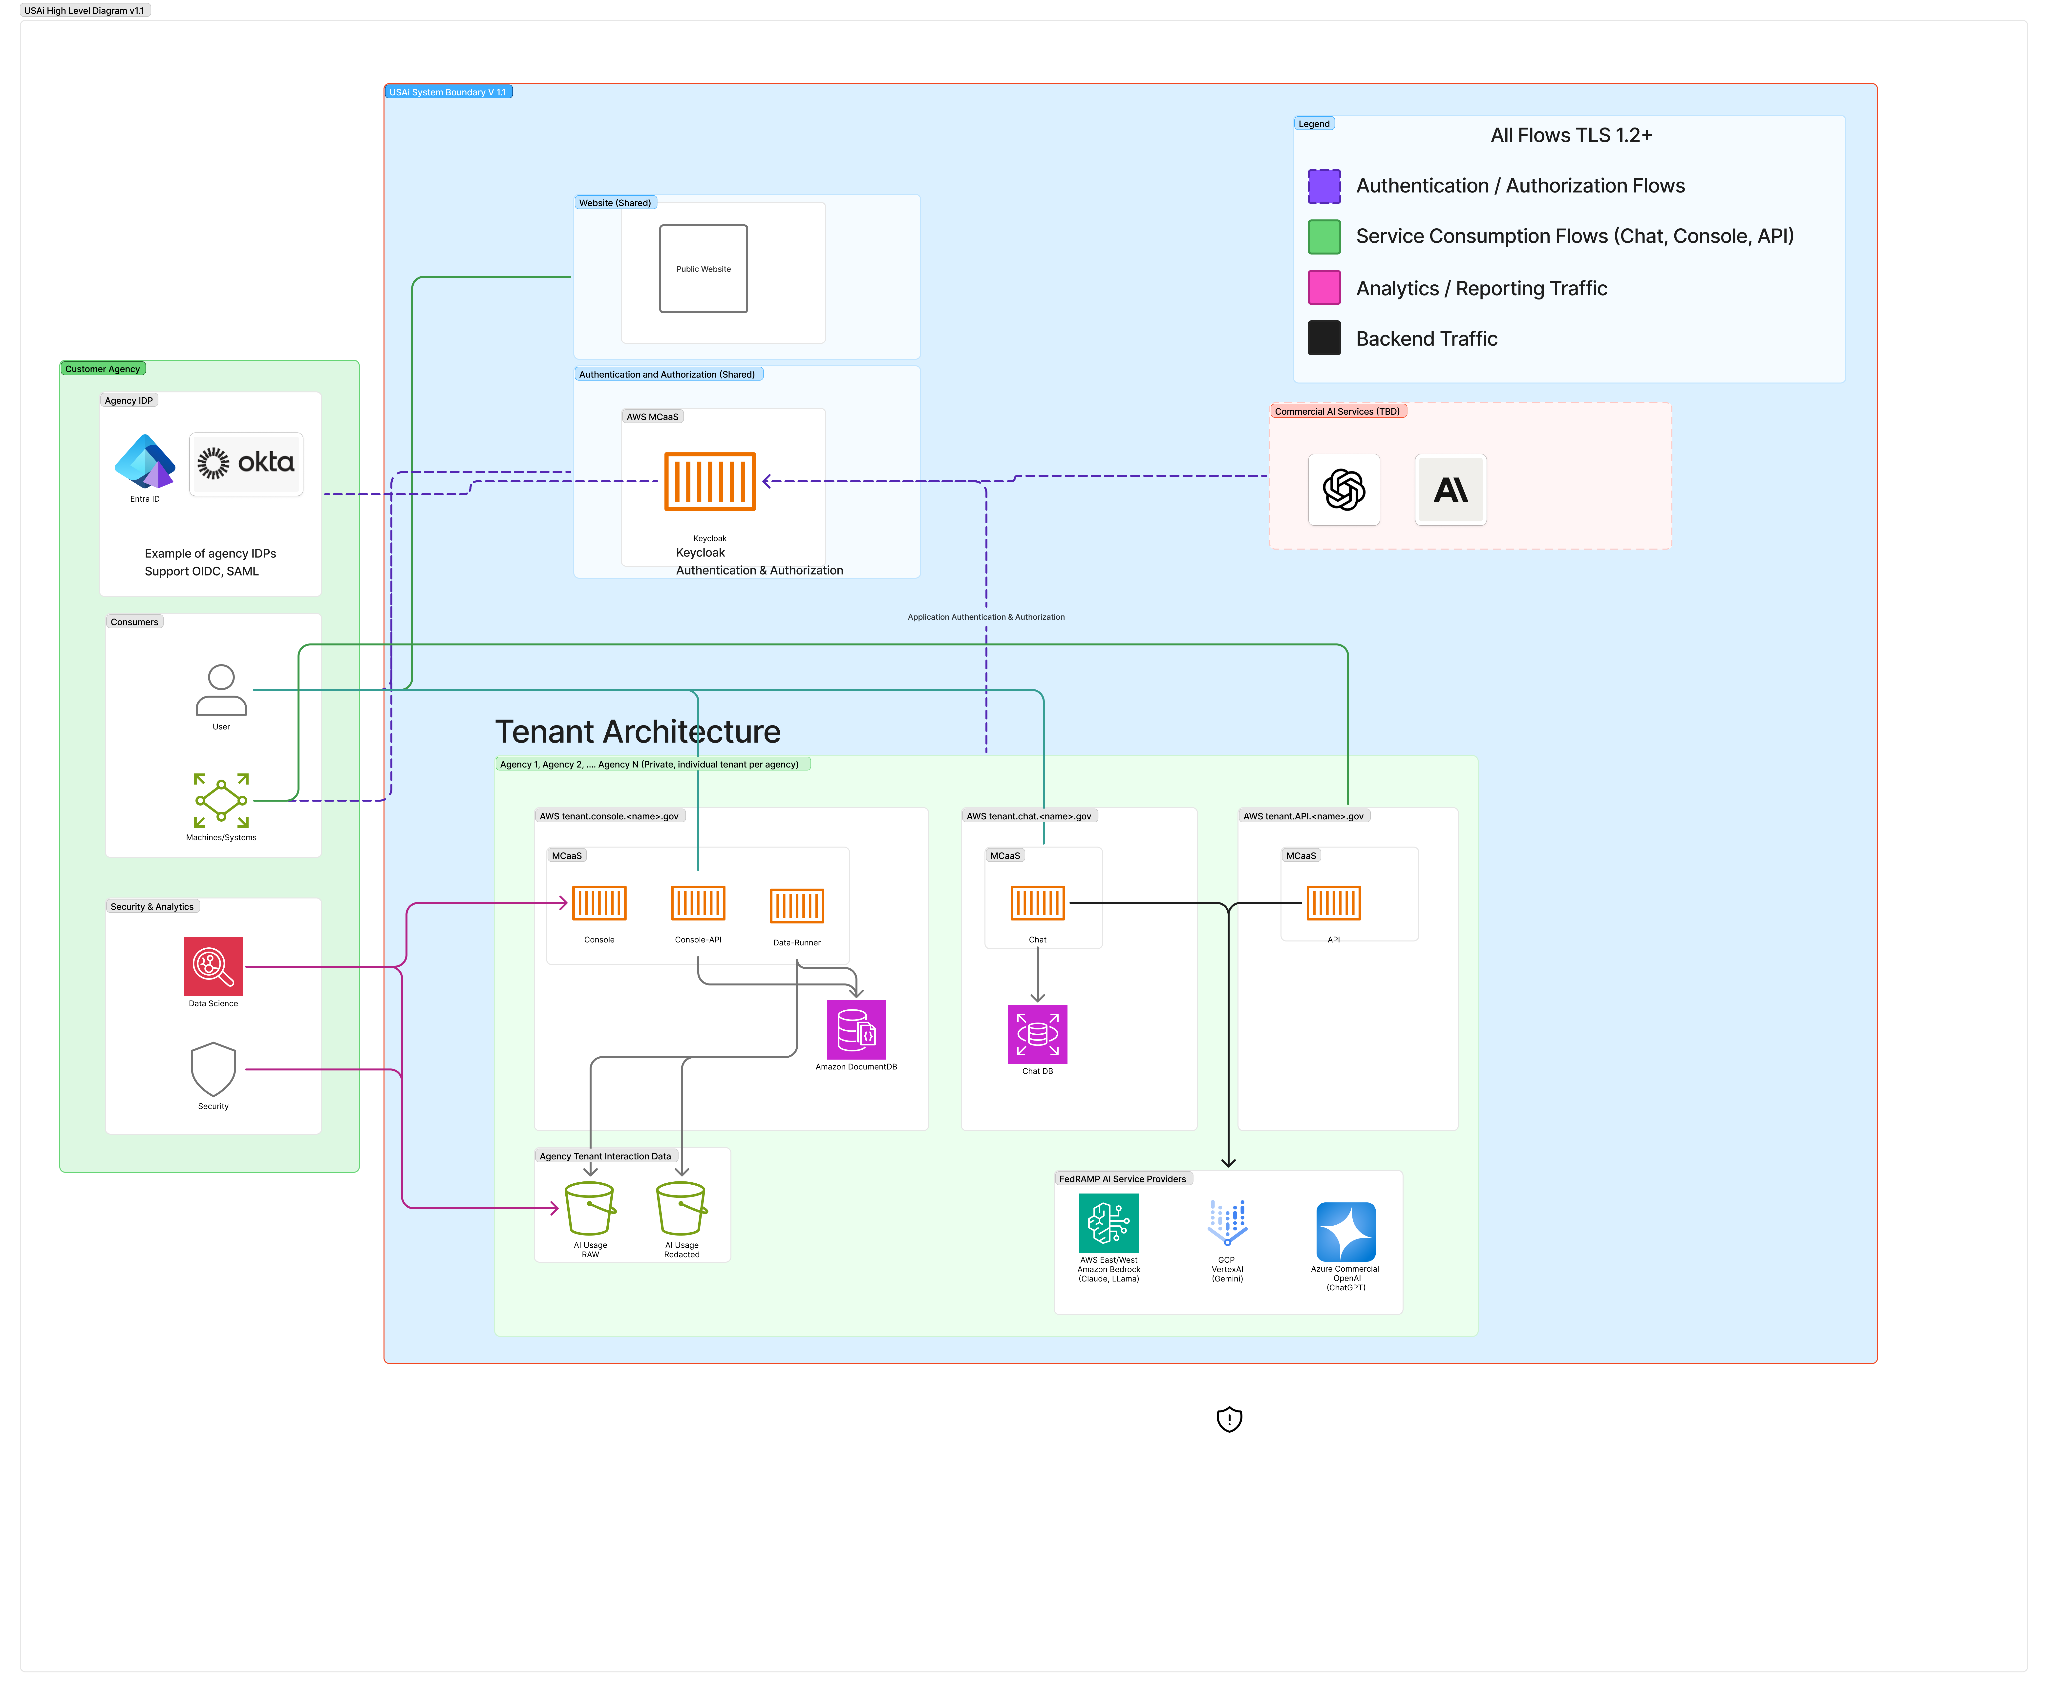 USAi High Level Diagram v1.1
USAi System Boundary V 1.1
Legend
All Flows TLS 1.2+
Authentication / Authorization Flows
Service Consumption Flows (Chat, Console, API)
Analytics / Reporting Traffic
Backend Traffic
Website (Shared)
Public Website
Customer Agency
Agency IDP
okta
Entra ID
Example of agency IDPs
Support OIDC, SAML
Authentication and Authorization (Shared)
AWS MCaaS
Keycloak
Keycloak
Authentication & Authorization
Commercial AI Services (TBD)
Application Authentication & Authorization
Consumers
User
Machines/Systems
Security & Analytics
Data Science
Security
Tenant Architecture
Agency 1, Agency 2, .... Agency N (Private, individual tenant per agency)
AWS tenant.console.<name>.gov
MCaaS
Console
Console-API
Data-Runner
Amazon DocumentDB
AWS tenant.chat.<name>.gov
MCaaS
Chat
Chat DB
AWS tenant.API.<name>.gov
MCaaS
API
Agency Tenant Interaction Data
AI Usage
RAW
AI Usage
Redacted
FedRAMP AI Service Providers
AWS East/West
Amazon Bedrock
(Claude, LLama)
GCP
VertexAI
(Gemini)
Azure Commercial
OpenAI
(ChatGPT)